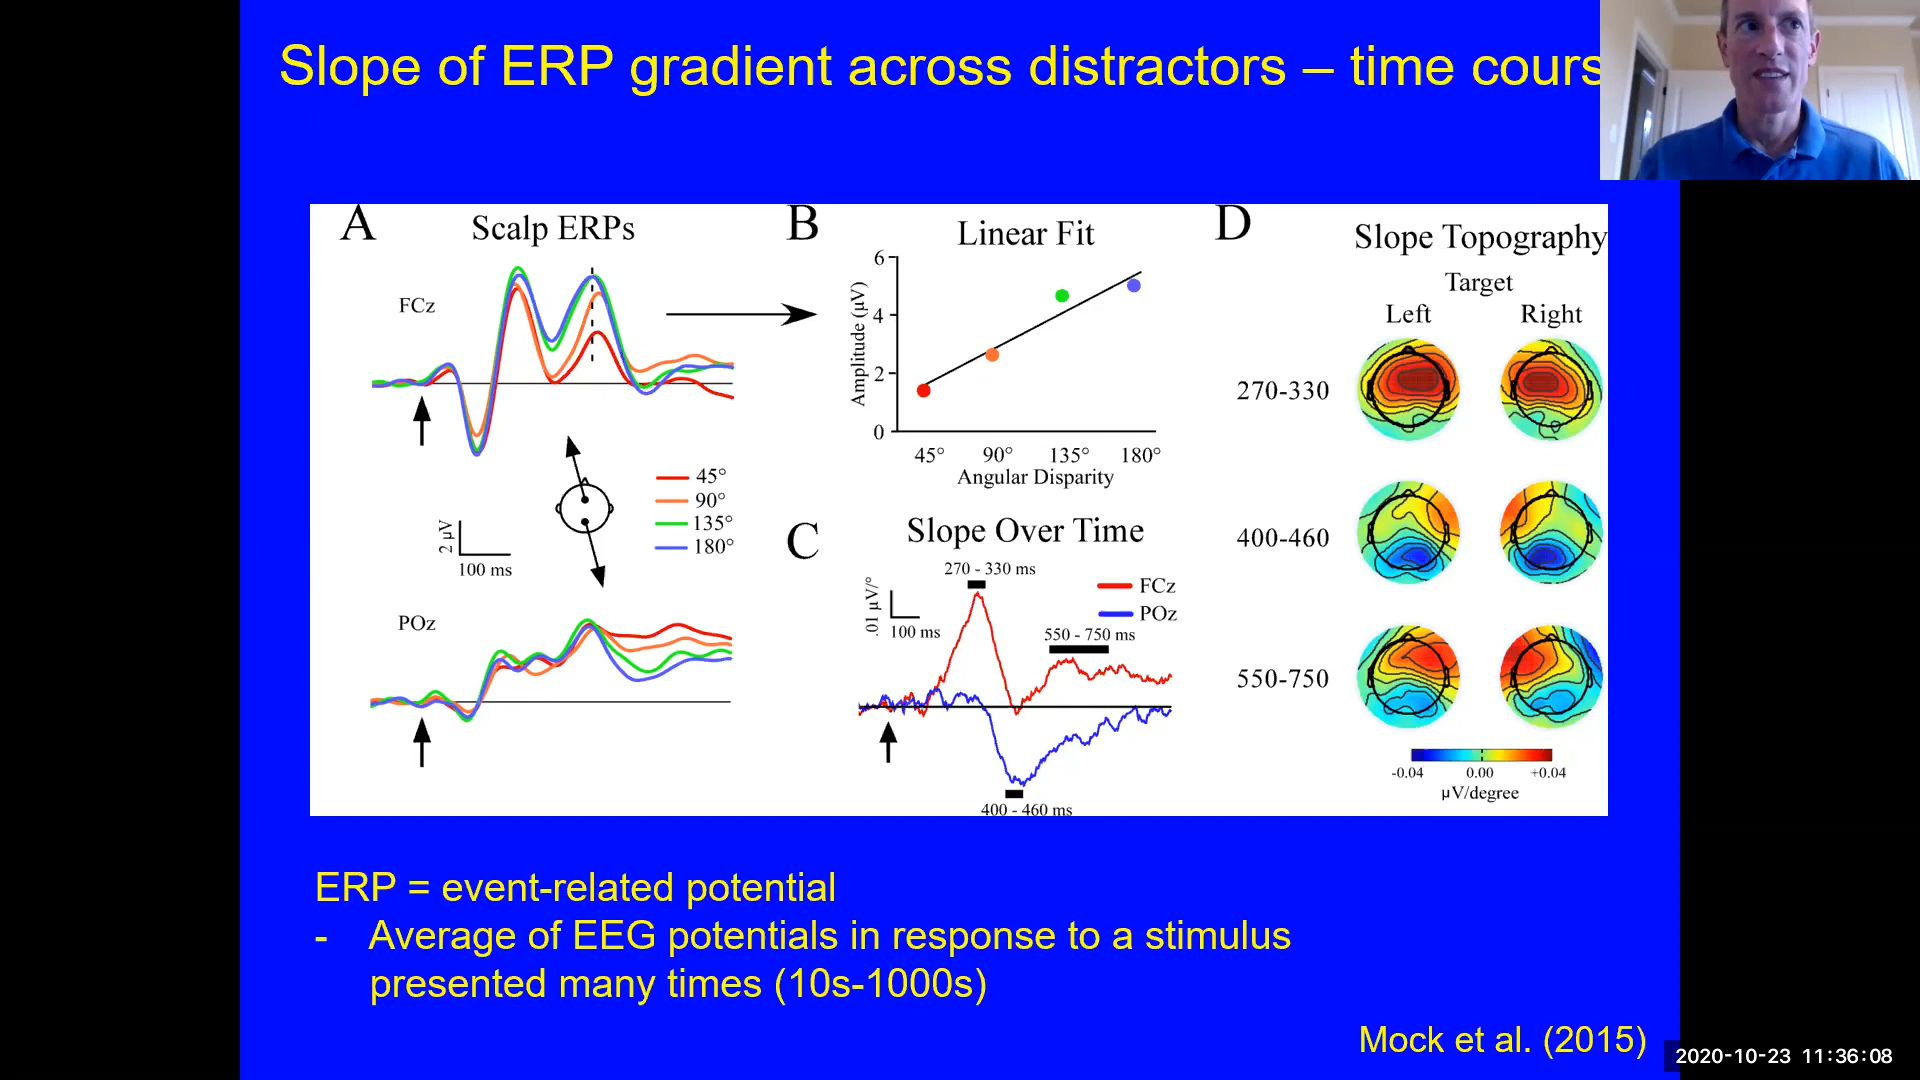 Slope of ERP gradient across distractors – time cours
A
Scalp ERPs
FCz
2 μV
100 ms
45°
90°
135°
180°
POz
B
Linear Fit
Amplitude (μV)
6
4
2
0
45° 90° 135° 180°
Angular Disparity
C
Slope Over Time
270 - 330 ms
.01 μV/°
100 ms
FCz
POz
550 - 750 ms
400 - 460 ms
D
Slope Topography
Target
Left Right
270-330
400-460
550-750
-0.04 0.00 +0.04
μV/degree
ERP = event-related potential
- Average of EEG potentials in response to a stimulus
presented many times (10s-1000s)
Mock et al. (2015)
2020-10-23 11:36:08